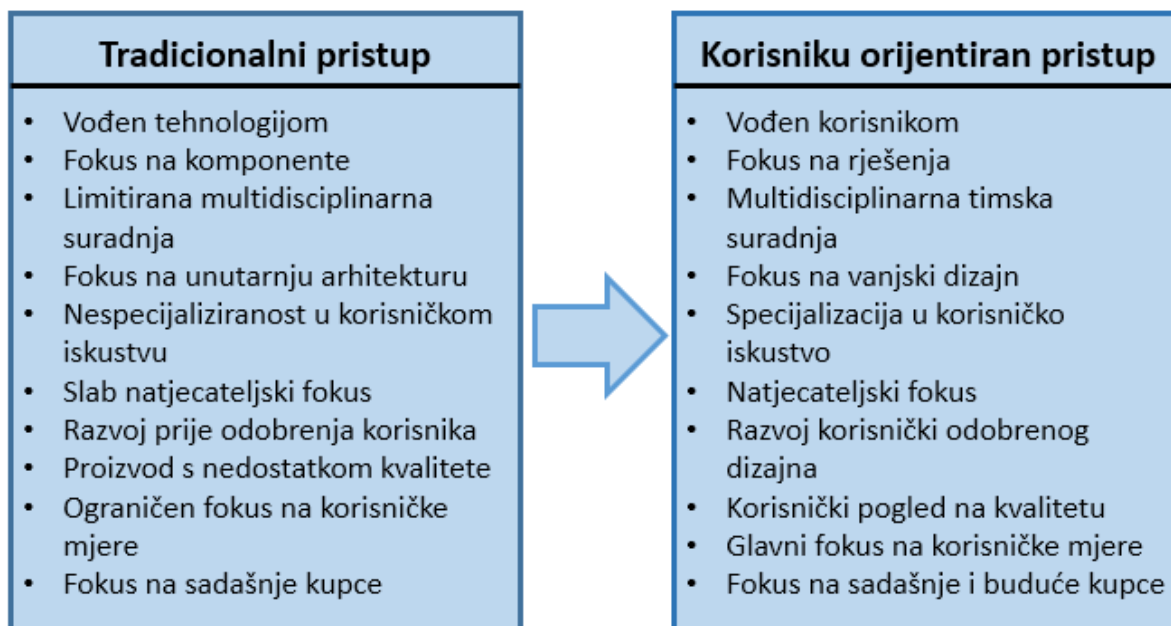 Tradicionalni pristup
• Vođen tehnologijom
• Fokus na komponente
• Limitirana multidisciplinarna
suradnja
• Fokus na unutarnju arhitekturu
• Nespecijaliziranost u korisničkom
iskustvu
• Slab natjecateljski fokus
• Razvoj prije odobrenja korisnika
• Proizvod s nedostatkom kvalitete
• Ograničen fokus na korisničke
mjere
• Fokus na sadašnje kupce
Korisniku orijentiran pristup
• Vođen korisnikom
• Fokus na rješenja
• Multidisciplinarna timska
suradnja
• Fokus na vanjski dizajn
• Specijalizacija u korisničko
iskustvo
• Natjecateljski fokus
• Razvoj korisnički odobrenog
dizajna
• Korisnički pogled na kvalitetu
• Glavni fokus na korisničke mjere
• Fokus na sadašnje i buduće kupce